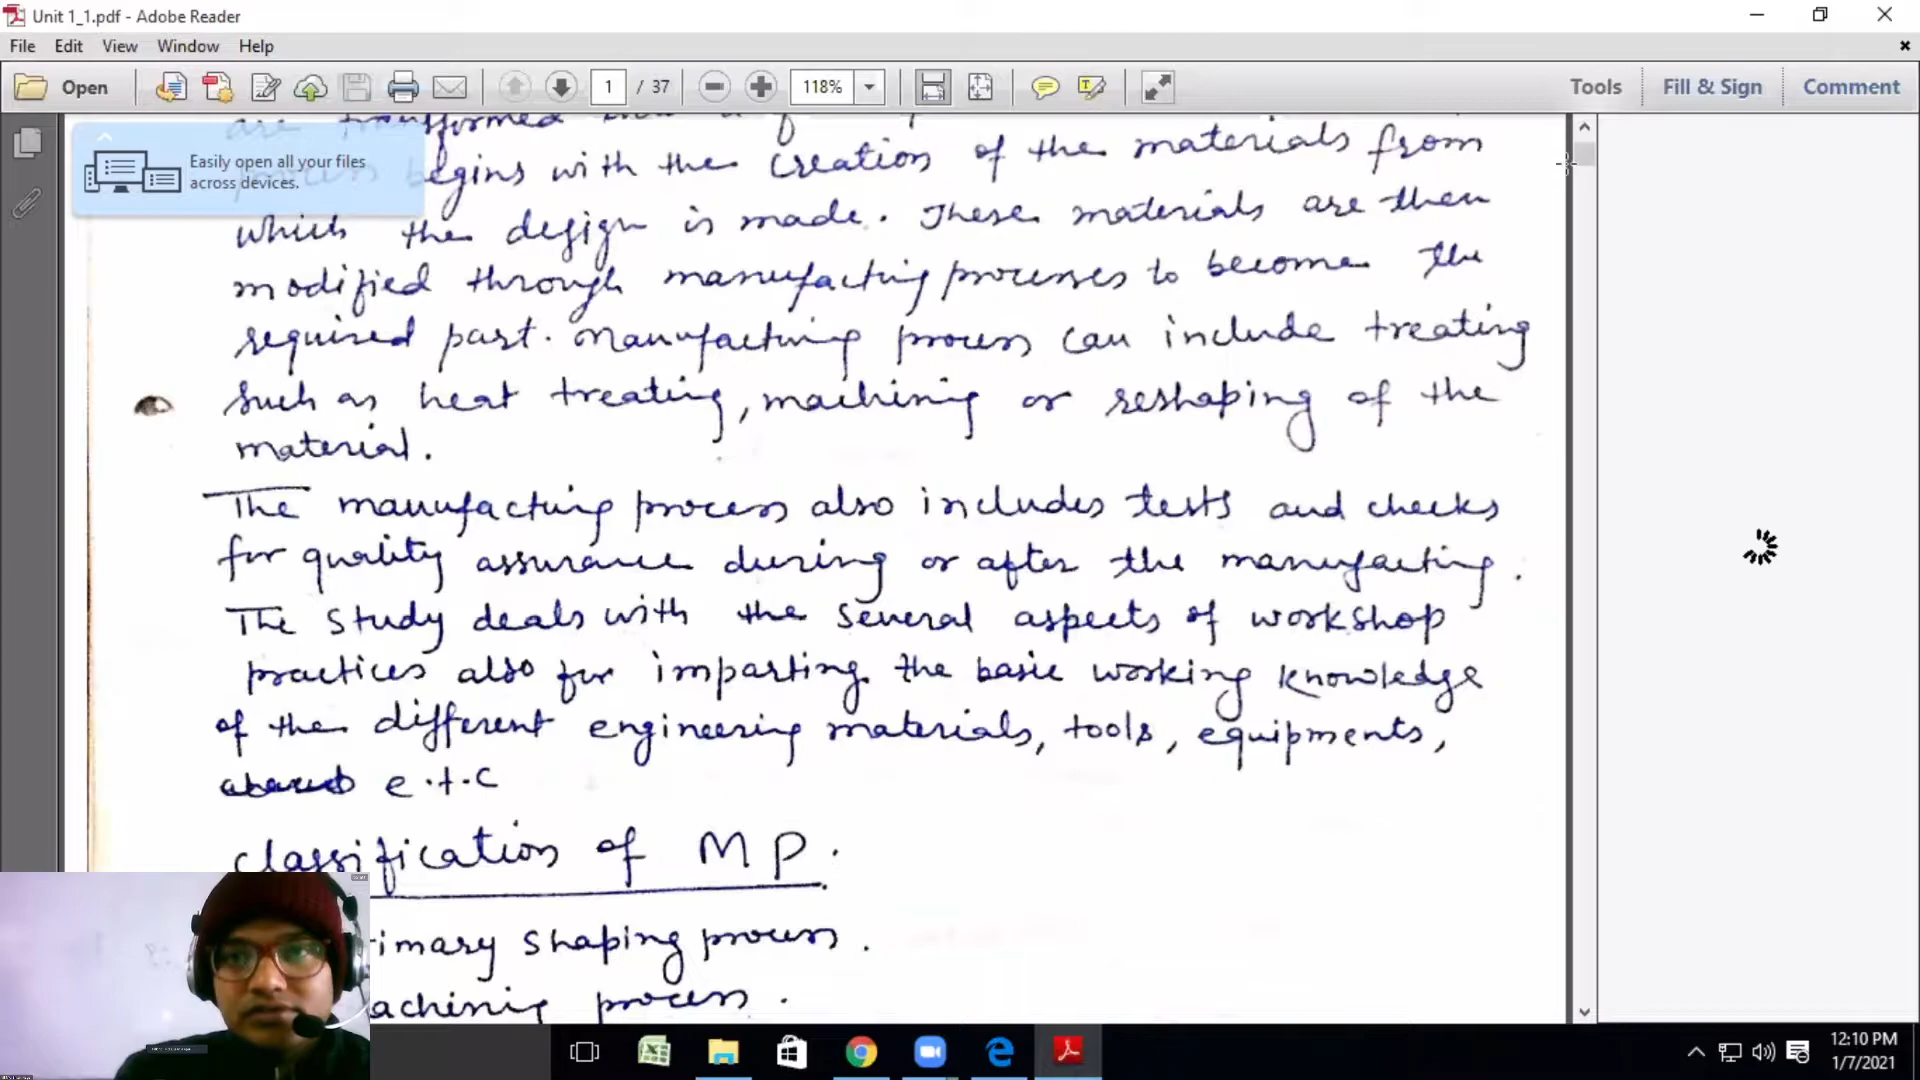 Unit 1_1.pdf - Adobe Reader
File Edit View Window Help
Open 1 / 37 118% Tools Fill & Sign Comment
Easily open all your files
across devices.
are transformed
begins with the creation of the materials from
which the design is made. These materials are then
modified through manufacting processes to become the
required part. Manufacturing process can include treating
such as heat treating, machining or reshaping of the
material.
The manufacting process also includes tests and checks
for quality assurance during or after the manufacting.
The study deals with the several aspects of workshop
practices also for imparting the basic working knowledge
of the different engineering materials, tools, equipments,
e.t.c
Classification of MP.
rimary shaping process.
achining process.
12:10 PM
1/7/2021